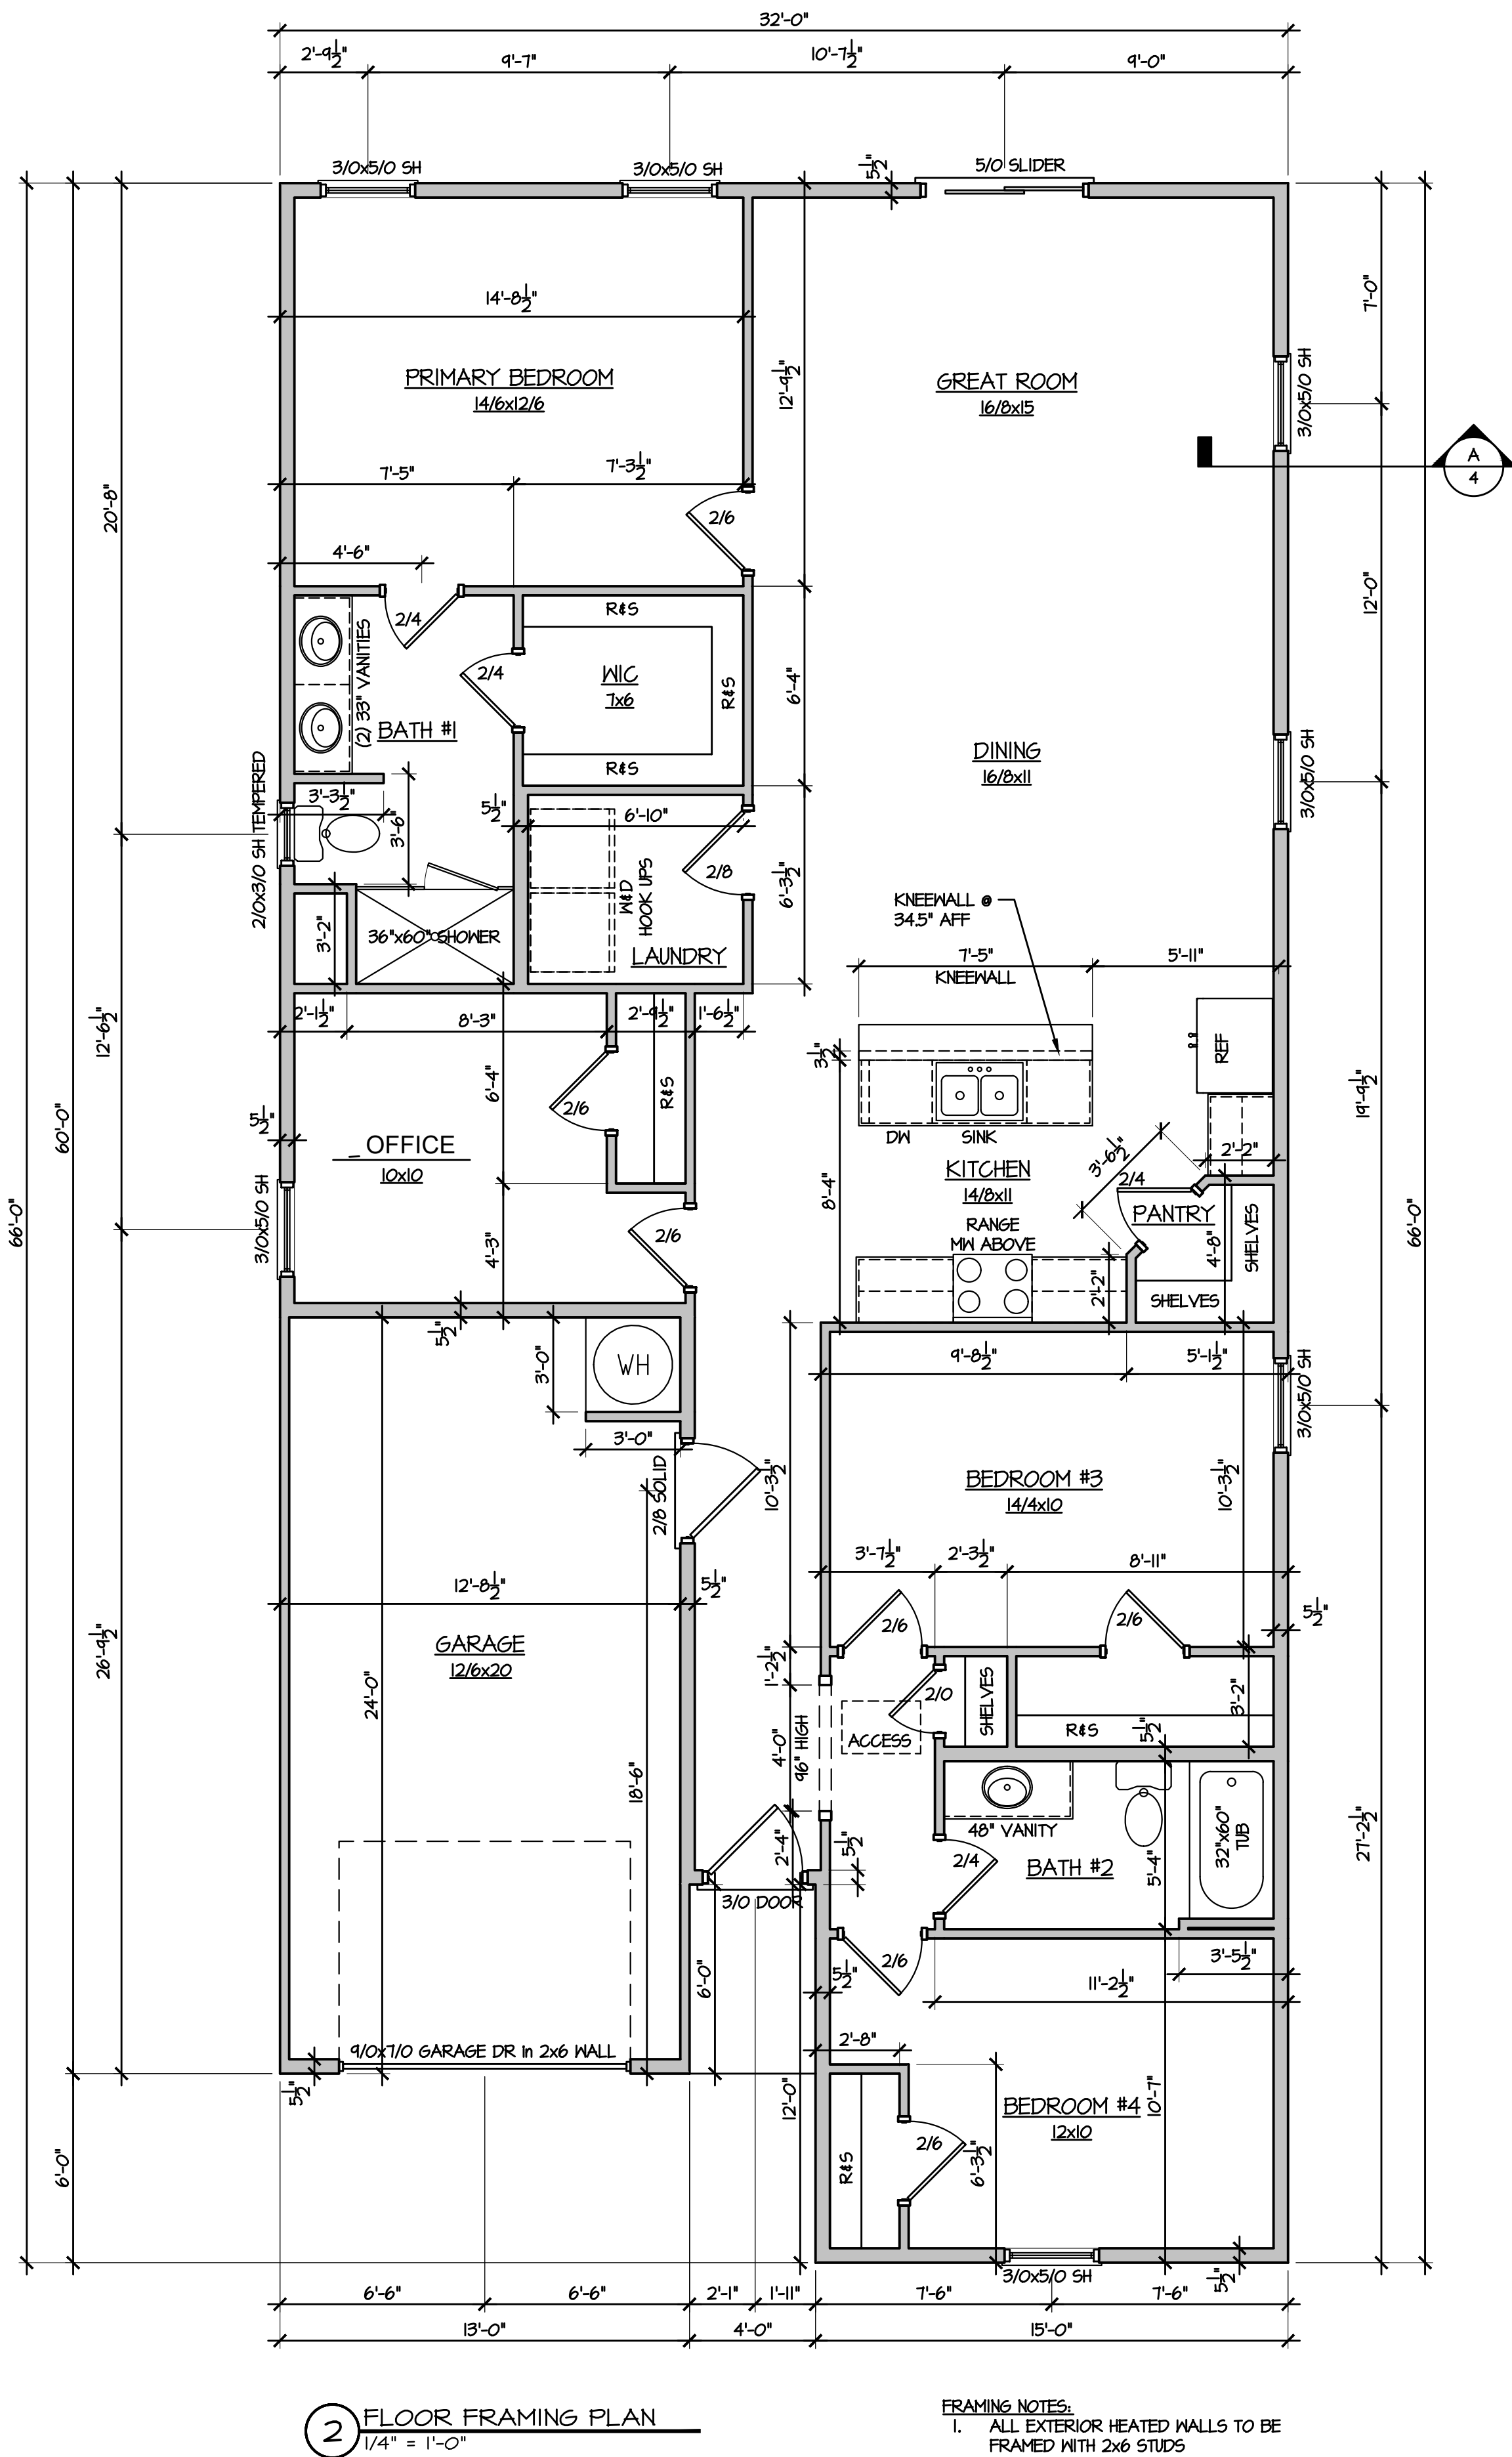 32'-0"
2'-9 1/2"
9'-7"
10'-7 1/2"
9'-0"
3/0x5/0 SH
3/0x5/0 SH
5 1/2"
5/0 SLIDER
14'-8 1/2"
PRIMARY BEDROOM
14/6x12/6
12'-9 1/2"
GREAT ROOM
16/8x15
3/0x5/0 SH
7'-0"
A
4
20'-8"
7'-5"
7'-3 1/2"
2/6
4'-6"
12'-0"
2/4
R&S
(2) 33" VANITIES
2/4
WIC
7x6
R&S
6'-4"
BATH #1
R&S
DINING
16/8x11
3/0x5/0 SH
2/0x3/0 SH TEMPERED
3'-3 1/2"
3'-6"
5 1/2"
6'-10"
2/8
W&D
HOOK UPS
6'-3 1/2"
3'-2"
36"x60" SHOWER
LAUNDRY
KNEEWALL @
34.5" AFF
7'-5"
KNEEWALL
5'-11"
12'-6 1/2"
60'-0"
66'-0"
2'-1 1/2"
8'-3"
2'-9 1/2"
1'-6 1/2"
3 1/2"
REF
6'-4"
2/6
R&S
5 1/2"
_ OFFICE
10x10
DW
SINK
19'-9 1/2"
66'-0"
KITCHEN
14/8x11
3'-6 1/2"
2'-2"
2/4
8'-4"
PANTRY
4'-8"
SHELVES
RANGE
MW ABOVE
3/0x5/0 SH
4'-3"
2/6
2'-2"
SHELVES
5 1/2"
3'-0"
WH
9'-8 1/2"
5'-1 1/2"
3/0x5/0 SH
3'-0"
2/8 SOLID
10'-3 1/2"
BEDROOM #3
14/4x10
10'-3 1/2"
3'-7 1/2"
2'-3 1/2"
8'-11"
12'-8 1/2"
5 1/2"
2/6
2/6
5 1/2"
GARAGE
12/6x20
26'-9 1/2"
24'-0"
1'-2 1/2"
2/0
SHELVES
3'-2"
R&S
5 1/2"
ACCESS
4'-0"
96" HIGH
18'-6"
48" VANITY
32"x60"
TUB
27'-2 1/2"
2'-4"
5 1/2"
2/4
BATH #2
5'-4"
3/0 DOOR
2/6
3'-5 1/2"
5 1/2"
11'-2 1/2"
6'-0"
2'-8"
9/0x7/0 GARAGE DR in 2x6 WALL
5 1/2"
12'-0"
BEDROOM #4
12x10
10'-7"
6'-0"
R&S
2/6
6'-3 1/2"
3/0x5/0 SH
5 1/2"
6'-6"
6'-6"
2'-1"
1'-11"
7'-6"
7'-6"
13'-0"
4'-0"
15'-0"
2
FLOOR FRAMING PLAN
1/4" = 1'-0"
FRAMING NOTES:
1. ALL EXTERIOR HEATED WALLS TO BE
FRAMED WITH 2x6 STUDS